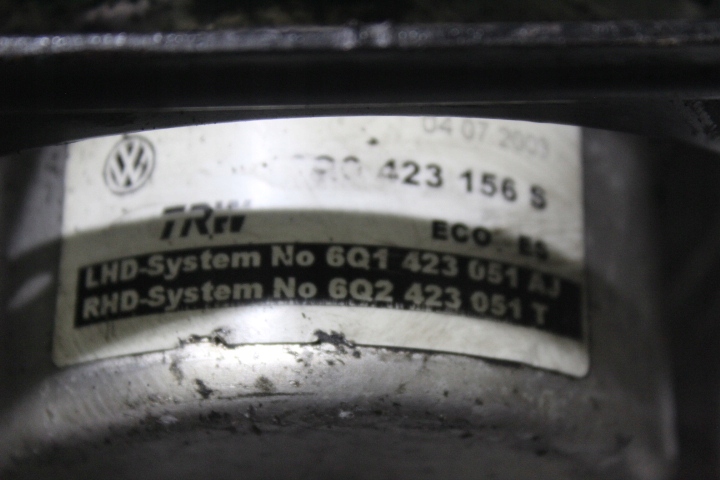 04 07 2003
423 156 S
TRW
ECO ES
LHD-System No 6Q1 423 051 AJ
RHD-System No 6Q2 423 051 T